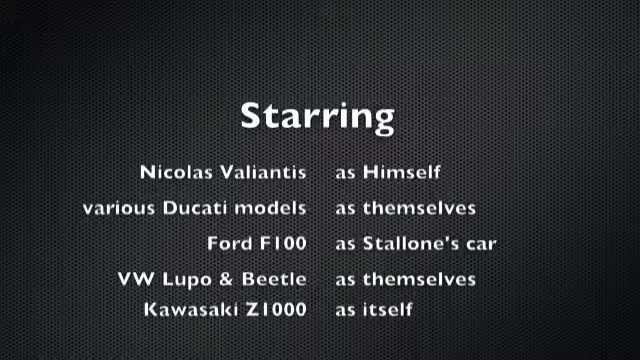 Starring
Nicolas Valiantis as Himself
various Ducati models as themselves
Ford F100 as Stallone's car
VW Lupo & Beetle as themselves
Kawasaki Z1000 as itself